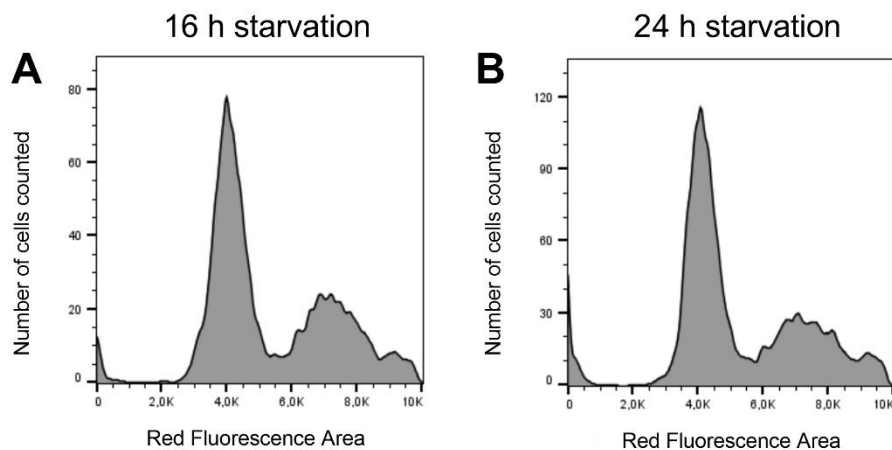 16 h starvation
24 h starvation
A
B
Number of cells counted
80
60
40
20
0
0 2,0K 4,0K 6,0K 8,0K 10K
Red Fluorescence Area
Number of cells counted
120
90
60
30
0
0 2,0K 4,0K 6,0K 8,0K 10K
Red Fluorescence Area